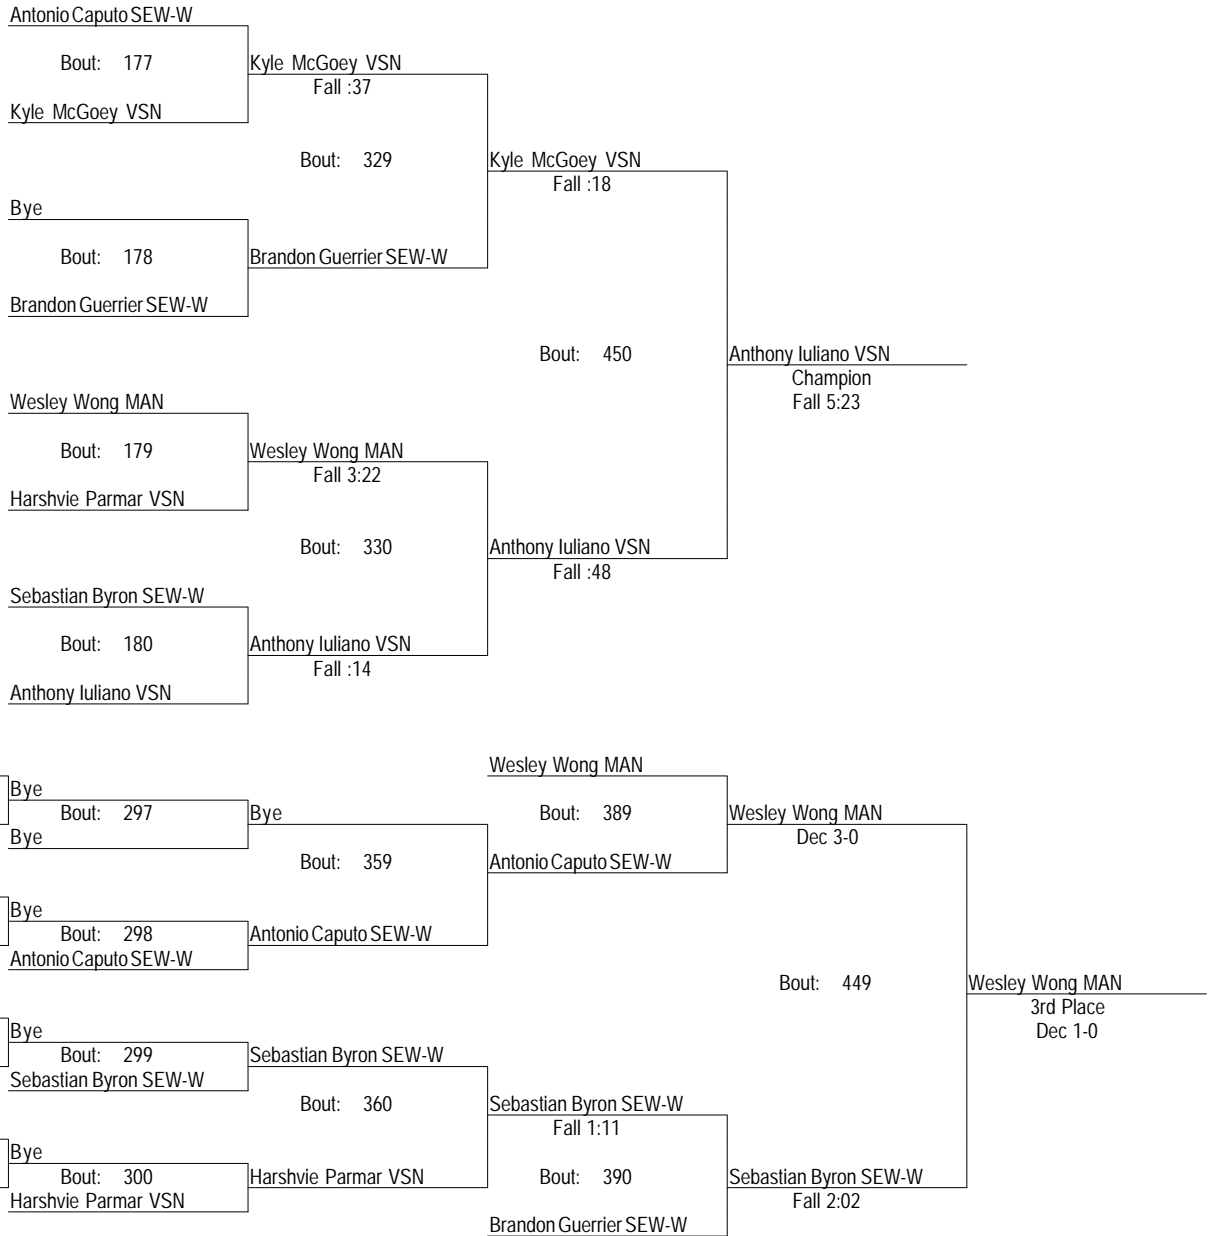 Antonio Caputo SEW-W
Bout: 177
Kyle McGoey VSN
Fall :37
Kyle McGoey VSN
Bout: 329
Kyle McGoey VSN
Fall :18
Bye
Bout: 178
Brandon Guerrier SEW-W
Brandon Guerrier SEW-W
Bout: 450
Anthony Iuliano VSN
Champion
Fall 5:23
Wesley Wong MAN
Bout: 179
Wesley Wong MAN
Fall 3:22
Harshvie Parmar VSN
Bout: 330
Anthony Iuliano VSN
Fall :48
Sebastian Byron SEW-W
Bout: 180
Anthony Iuliano VSN
Fall :14
Anthony Iuliano VSN
Wesley Wong MAN
Bye
Bout: 297
Bye
Bye
Bout: 389
Wesley Wong MAN
Dec 3-0
Bout: 359
Antonio Caputo SEW-W
Bye
Bout: 298
Antonio Caputo SEW-W
Antonio Caputo SEW-W
Bout: 449
Wesley Wong MAN
3rd Place
Dec 1-0
Bye
Bout: 299
Sebastian Byron SEW-W
Sebastian Byron SEW-W
Bout: 360
Sebastian Byron SEW-W
Fall 1:11
Bye
Bout: 300
Harshvie Parmar VSN
Harshvie Parmar VSN
Bout: 390
Sebastian Byron SEW-W
Fall 2:02
Brandon Guerrier SEW-W